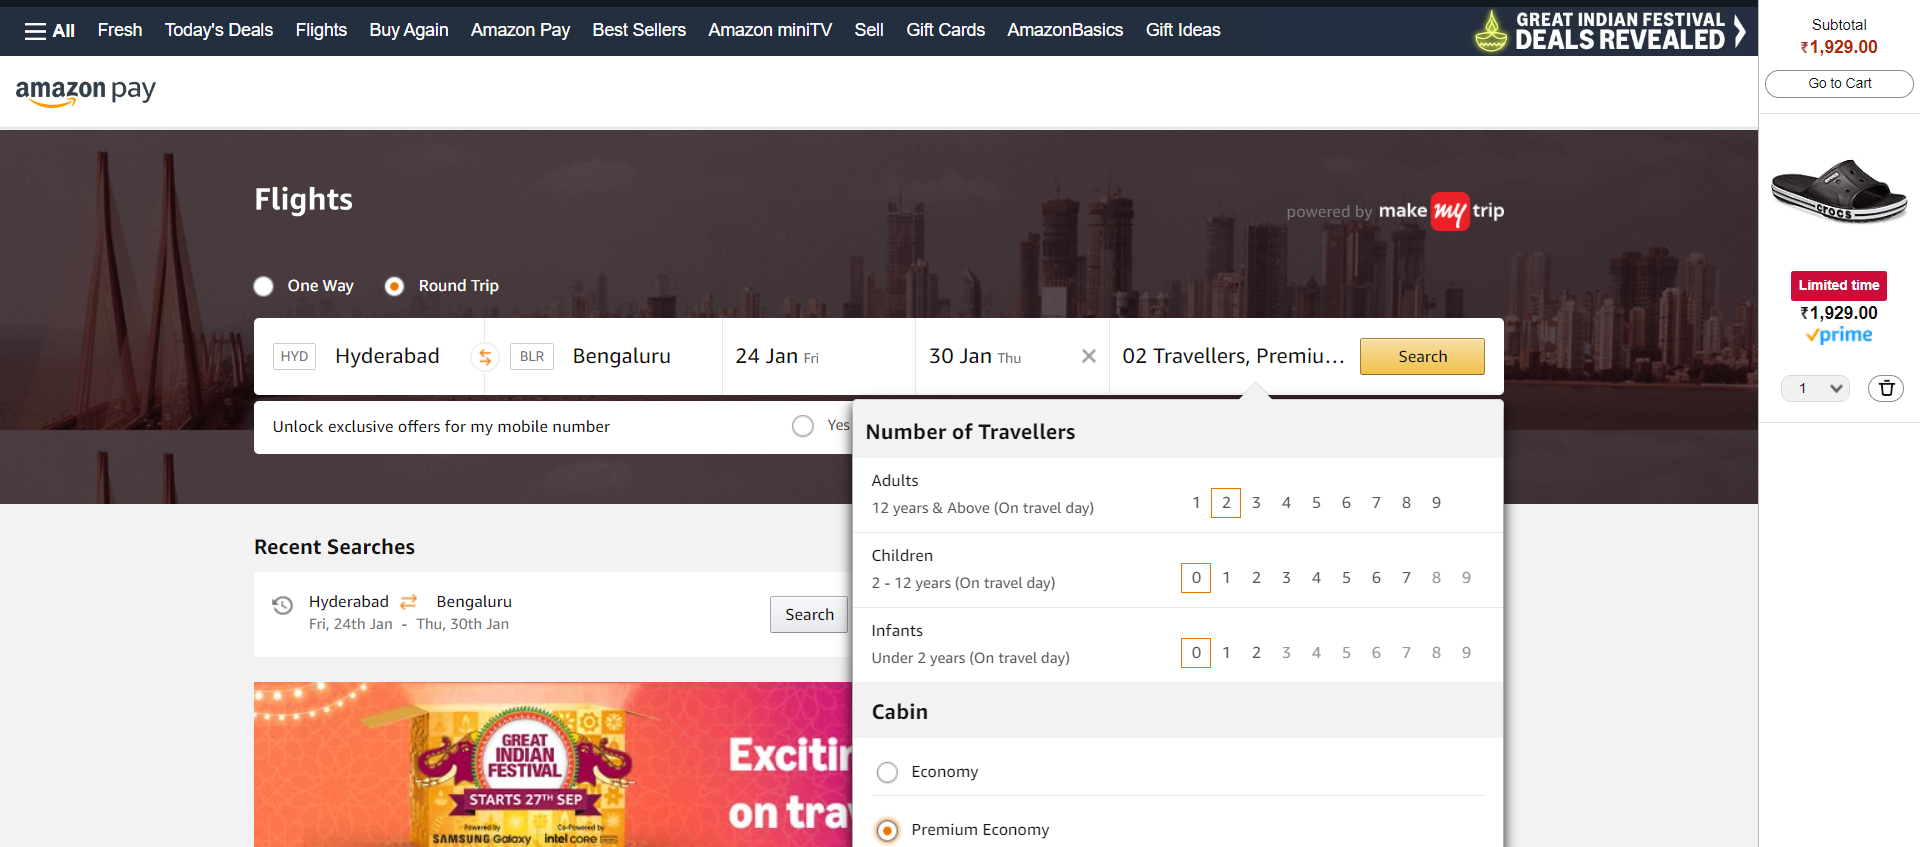 All Fresh Today's Deals Flights Buy Again Amazon Pay Best Sellers Amazon miniTV Sell Gift Cards AmazonBasics Gift Ideas
GREAT INDIAN FESTIVAL
DEALS REVEALED
Subtotal
₹1,929.00
Go to Cart
amazon pay
crocs
Limited time
₹1,929.00
prime
1
Flights
powered by make my trip
One Way Round Trip
HYD Hyderabad BLR Bengaluru 24 Jan Fri 30 Jan Thu 02 Travellers, Premiu... Search
Unlock exclusive offers for my mobile number Yes
Number of Travellers
Adults
12 years & Above (On travel day)
1 2 3 4 5 6 7 8 9
Children
2 - 12 years (On travel day)
0 1 2 3 4 5 6 7 8 9
Infants
Under 2 years (On travel day)
0 1 2 3 4 5 6 7 8 9
Cabin
Economy
Premium Economy
Recent Searches
Hyderabad Bengaluru
Fri, 24th Jan - Thu, 30th Jan
Search
GREAT
INDIAN
FESTIVAL
STARTS 27TH SEP
Powered by
SAMSUNG Galaxy
Co-Powered by
intel CORE
Excitin
on trav